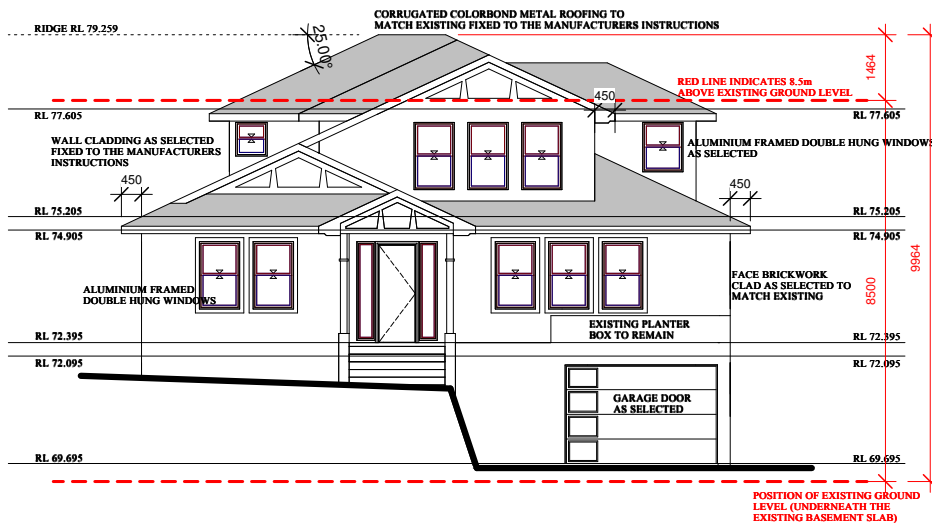 CORRUGATED COLORBOND METAL ROOFING TO
MATCH EXISTING FIXED TO THE MANUFACTURERS INSTRUCTIONS
RIDGE RL 79.259
25.00°
1464
RED LINE INDICATES 8.5m
ABOVE EXISTING GROUND LEVEL
450
RL 77.605
RL 77.605
WALL CLADDING AS SELECTED
FIXED TO THE MANUFACTURERS
INSTRUCTIONS
ALUMINIUM FRAMED DOUBLE HUNG WINDOWS
AS SELECTED
450
450
RL 75.205
RL 75.205
RL 74.905
RL 74.905
9964
8500
ALUMINIUM FRAMED
DOUBLE HUNG WINDOWS
FACE BRICKWORK
CLAD AS SELECTED TO
MATCH EXISTING
EXISTING PLANTER
BOX TO REMAIN
RL 72.395
RL 72.395
RL 72.095
RL 72.095
GARAGE DOOR
AS SELECTED
RL 69.695
RL 69.695
POSITION OF EXISTING GROUND
LEVEL (UNDERNEATH THE
EXISTING BASEMENT SLAB)